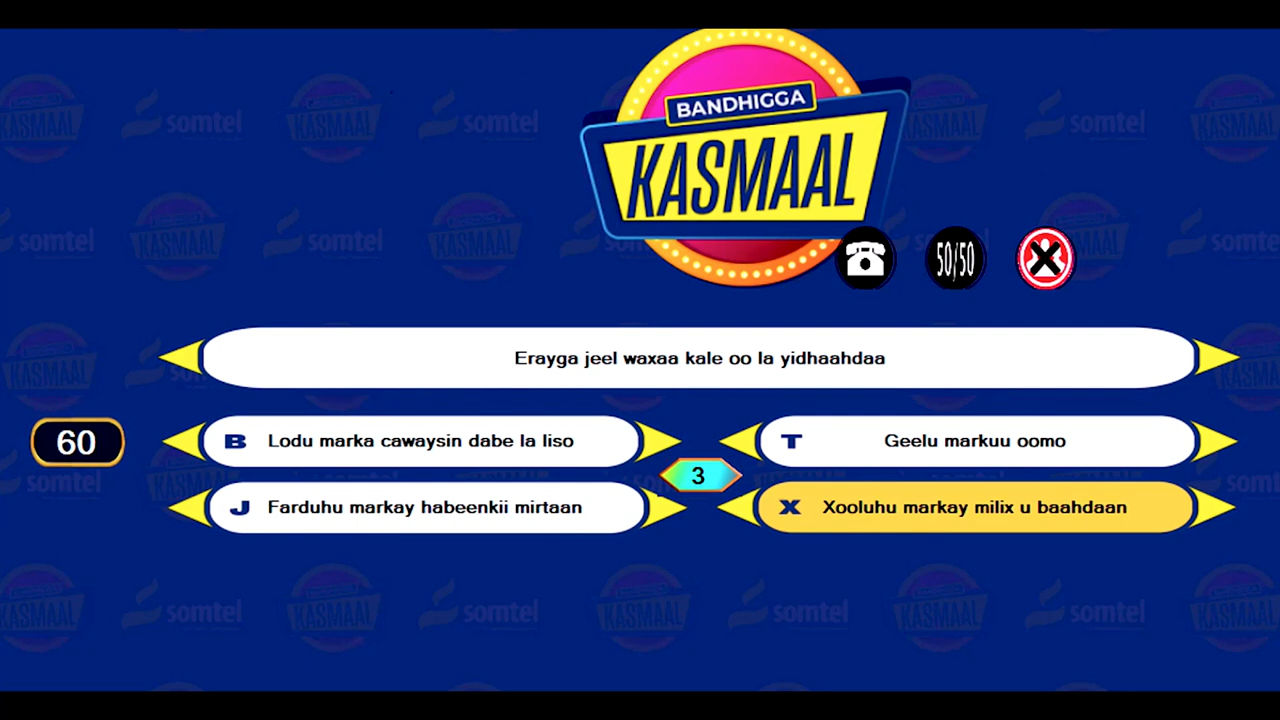 BANDHIGGA
KASMAAL
50/50
Erayga jeel waxaa kale oo la yidhaahdaa
60
B Lodu marka cawaysin dabe la liso
T Geelu markuu oomo
3
J Farduhu markay habeenkii mirtaan
X Xooluhu markay milix u baahdaan
somtel